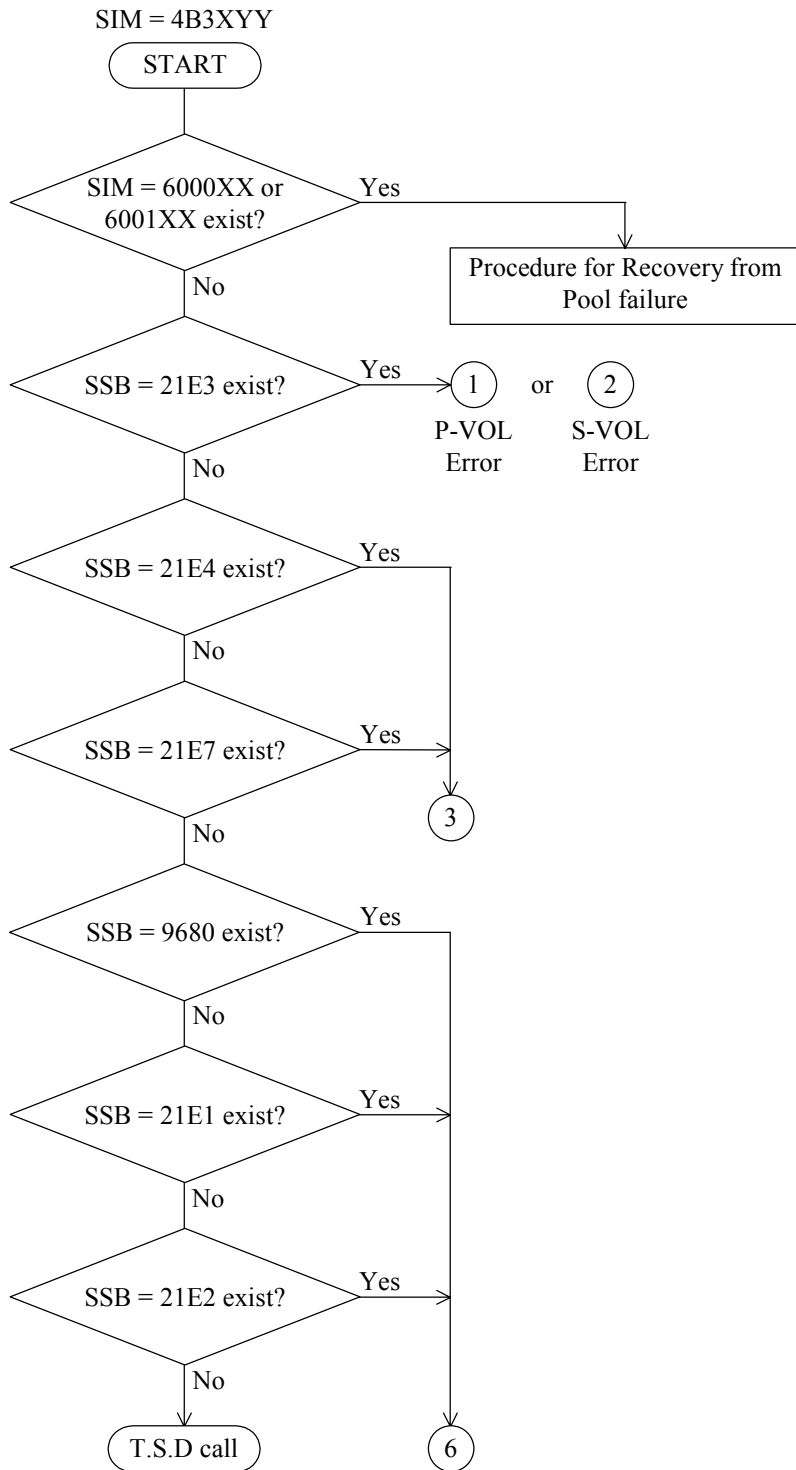 SIM = 4B3XYY
START
SIM = 6000XX or
6001XX exist?
Yes
Procedure for Recovery from
Pool failure
No
SSB = 21E3 exist?
Yes
1 or 2
P-VOL
Error
S-VOL
Error
No
SSB = 21E4 exist?
Yes
No
SSB = 21E7 exist?
Yes
3
No
SSB = 9680 exist?
Yes
No
SSB = 21E1 exist?
Yes
No
SSB = 21E2 exist?
Yes
No
T.S.D call
6